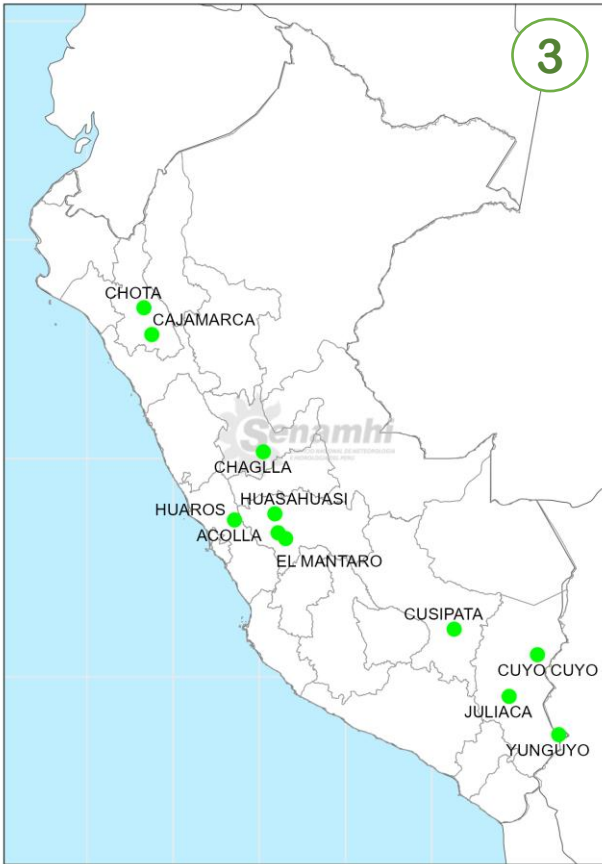 3
CHOTA
CAJAMARCA
Senamhi
CHAGLLA
HUASAHUASI
HUAROS
ACOLLA
EL MANTARO
CUSIPATA
CUYO CUYO
JULIACA
YUNGUYO